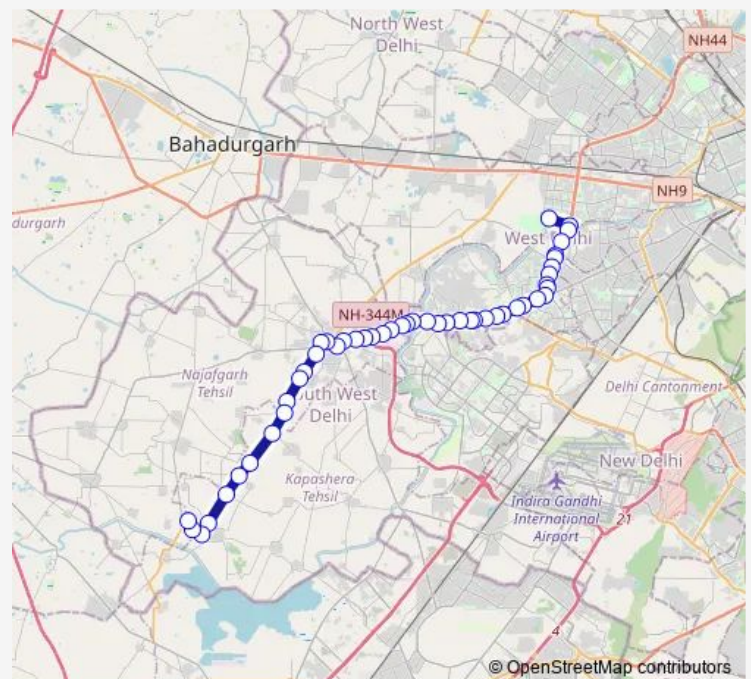 North West
Delhi
NH44
Bahadurgarh
NH9
durgarh
West Delhi
NH-344M
Najafgarh
Tehsil
South West
Delhi
Delhi Cantonment
New Delhi
Kapashera
Tehsil
Indira Gandhi
International
Airport
21
4
© OpenStreetMap contributors